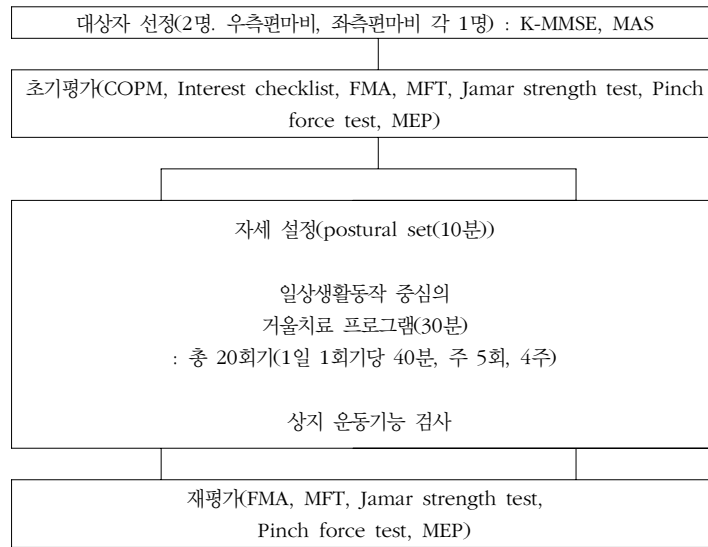 대상자 선정(2명. 우측편마비, 좌측편마비 각 1명) : K-MMSE, MAS
초기평가(COPM, Interest checklist, FMA, MFT, Jamar strength test, Pinch
force test, MEP)
자세 설정(postural set(10분))
일상생활동작 중심의
거울치료 프로그램(30분)
: 총 20회기(1일 1회기당 40분, 주 5회, 4주)
상지 운동기능 검사
재평가(FMA, MFT, Jamar strength test,
Pinch force test, MEP)